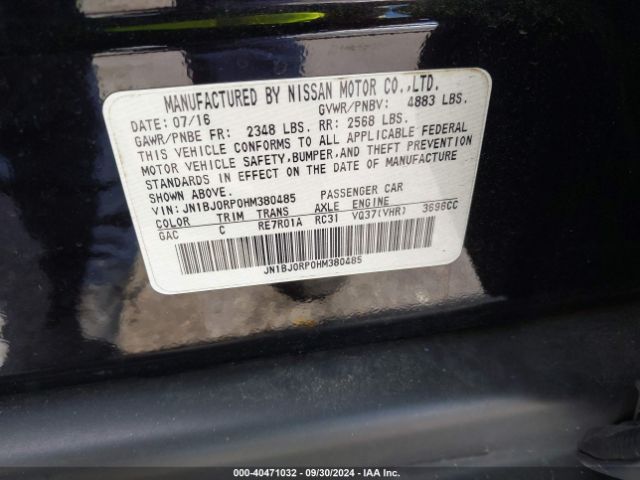 MANUFACTURED BY NISSAN MOTOR CO.,LTD.
DATE: 07/16 GVWR/PNBV: 4883 LBS.
GAWR/PNBE FR: 2348 LBS. RR: 2568 LBS.
THIS VEHICLE CONFORMS TO ALL APPLICABLE FEDERAL
MOTOR VEHICLE SAFETY,BUMPER,AND THEFT PREVENTION
STANDARDS IN EFFECT ON THE DATE OF MANUFACTURE
SHOWN ABOVE.
VIN: JN1BJ0RP0HM380485 PASSENGER CAR
COLOR TRIM TRANS AXLE ENGINE
GAC C RE7R01A RC31 VQ37(VHR) 3696CC
JN1BJ0RP0HM380485
000-40471032 - 09/30/2024 - IAA Inc.